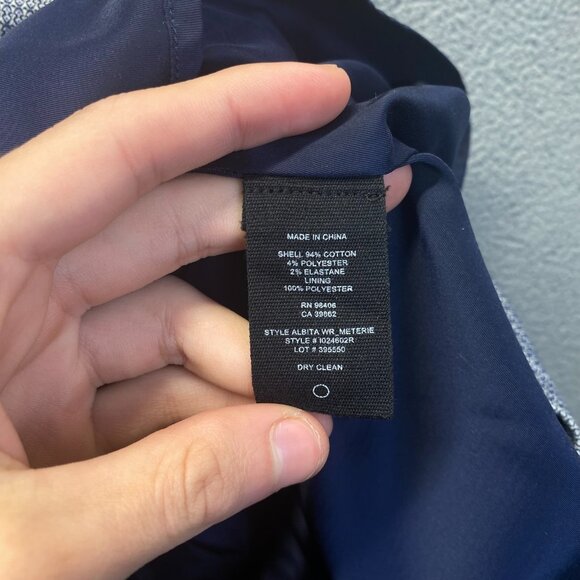 MADE IN CHINA
SHELL 94% COTTON
4% POLYESTER
2% ELASTANE
LINING
100% POLYESTER
RN 98406
CA 39662
STYLE ALBITA WR_METERIE
STYLE # I024602R
LOT # 395550
DRY CLEAN